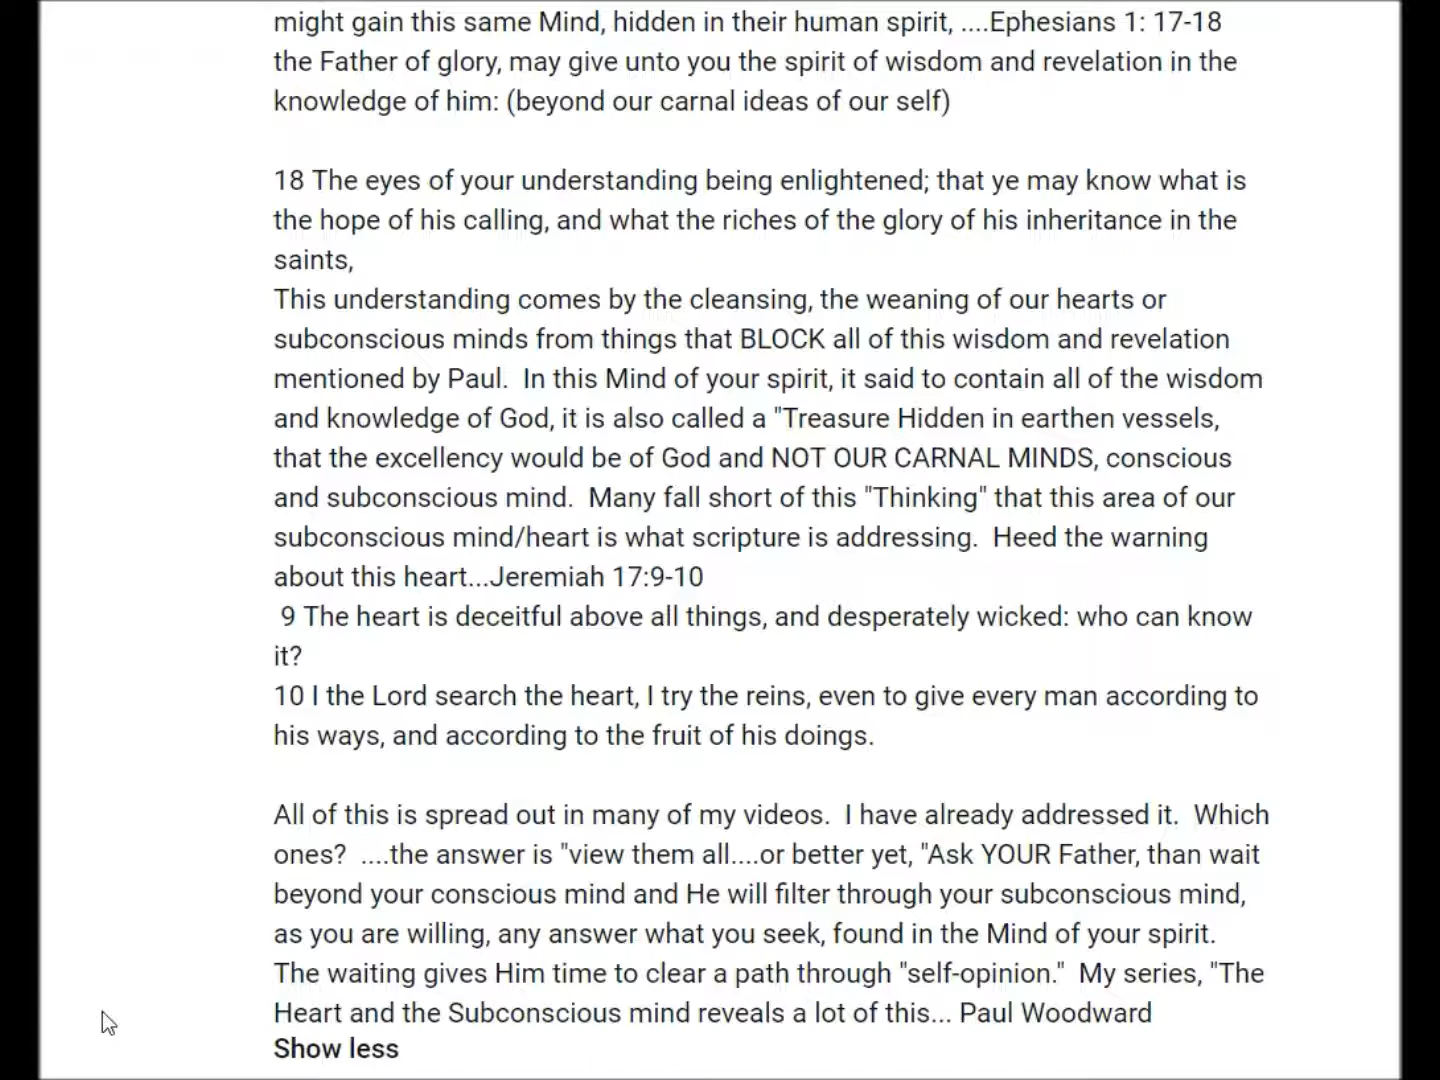 might gain this same Mind, hidden in their human spirit, ....Ephesians 1: 17-18
the Father of glory, may give unto you the spirit of wisdom and revelation in the
knowledge of him: (beyond our carnal ideas of our self)
18 The eyes of your understanding being enlightened; that ye may know what is
the hope of his calling, and what the riches of the glory of his inheritance in the
saints,
This understanding comes by the cleansing, the weaning of our hearts or
subconscious minds from things that BLOCK all of this wisdom and revelation
mentioned by Paul.  In this Mind of your spirit, it said to contain all of the wisdom
and knowledge of God, it is also called a "Treasure Hidden in earthen vessels,
that the excellency would be of God and NOT OUR CARNAL MINDS, conscious
and subconscious mind.  Many fall short of this "Thinking" that this area of our
subconscious mind/heart is what scripture is addressing.  Heed the warning
about this heart...Jeremiah 17:9-10
9 The heart is deceitful above all things, and desperately wicked: who can know
it?
10 I the Lord search the heart, I try the reins, even to give every man according to
his ways, and according to the fruit of his doings.
All of this is spread out in many of my videos.  I have already addressed it.  Which
ones?  ....the answer is "view them all....or better yet, "Ask YOUR Father, than wait
beyond your conscious mind and He will filter through your subconscious mind,
as you are willing, any answer what you seek, found in the Mind of your spirit.
The waiting gives Him time to clear a path through "self-opinion."  My series, "The
Heart and the Subconscious mind reveals a lot of this... Paul Woodward
Show less